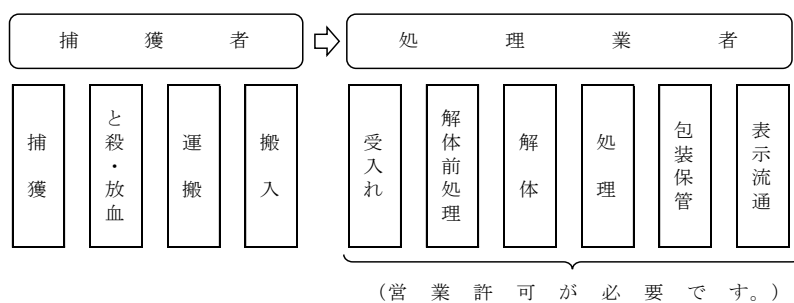 捕獲者
処理業者
捕獲
と殺・放血
運搬
搬入
受入れ
解体前処理
解体
処理
包装保管
表示流通
(営業許可が必要です。)